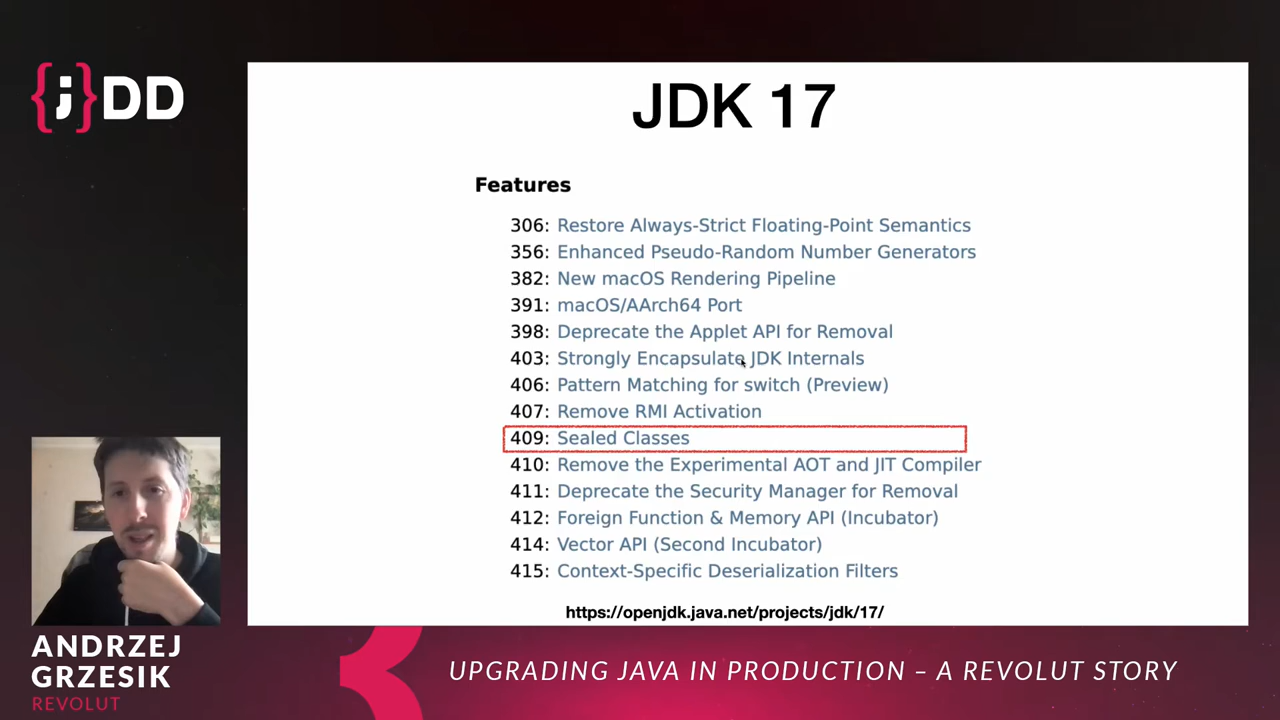 {;}DD
JDK 17
Features
306: Restore Always-Strict Floating-Point Semantics
356: Enhanced Pseudo-Random Number Generators
382: New macOS Rendering Pipeline
391: macOS/AArch64 Port
398: Deprecate the Applet API for Removal
403: Strongly Encapsulate JDK Internals
406: Pattern Matching for switch (Preview)
407: Remove RMI Activation
409: Sealed Classes
410: Remove the Experimental AOT and JIT Compiler
411: Deprecate the Security Manager for Removal
412: Foreign Function & Memory API (Incubator)
414: Vector API (Second Incubator)
415: Context-Specific Deserialization Filters
https://openjdk.java.net/projects/jdk/17/
ANDRZEJ
GRZESIK
REVOLUT
UPGRADING JAVA IN PRODUCTION – A REVOLUT STORY